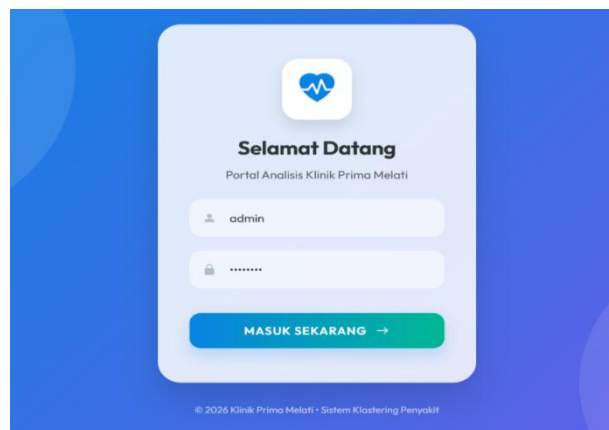 Selamat Datang
Portal Analisis Klinik Prima Melati
admin
••••••••
MASUK SEKARANG →
© 2026 Klinik Prima Melati • Sistem Klastering Penyakit